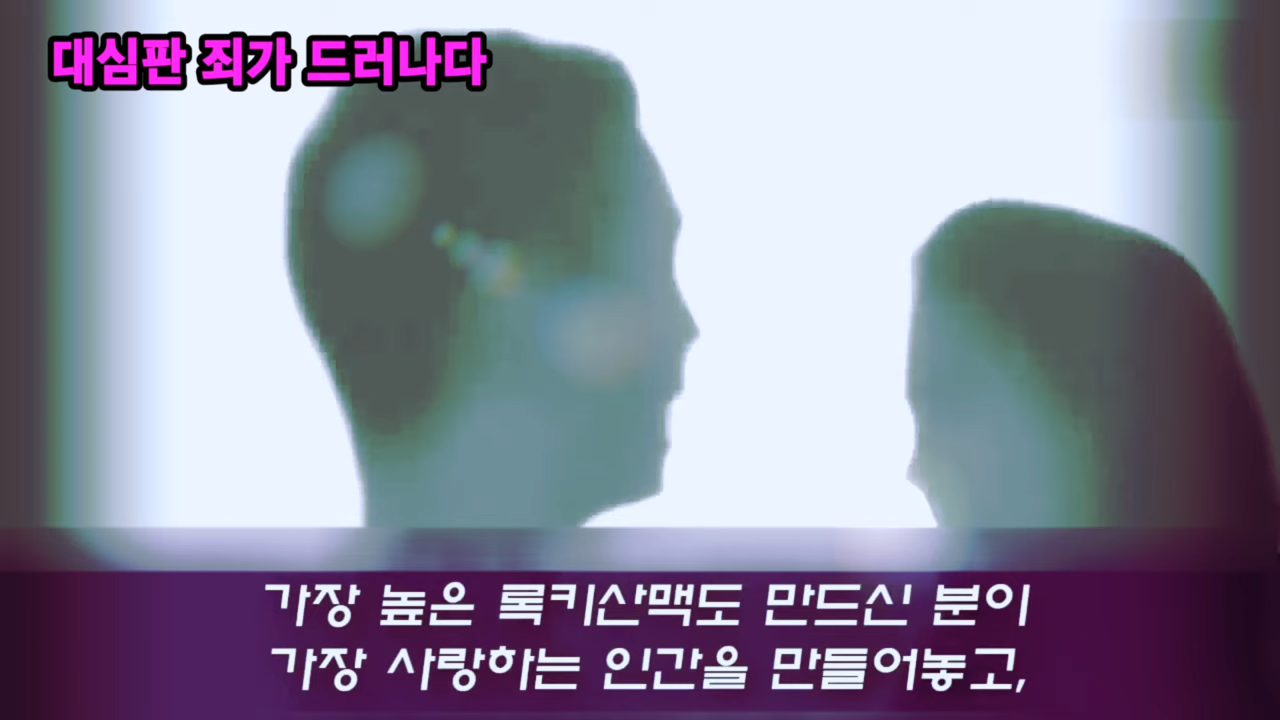 대심판 죄가 드러나다
가장 높은 록키산맥도 만드신 분이
가장 사랑하는 인간을 만들어놓고,